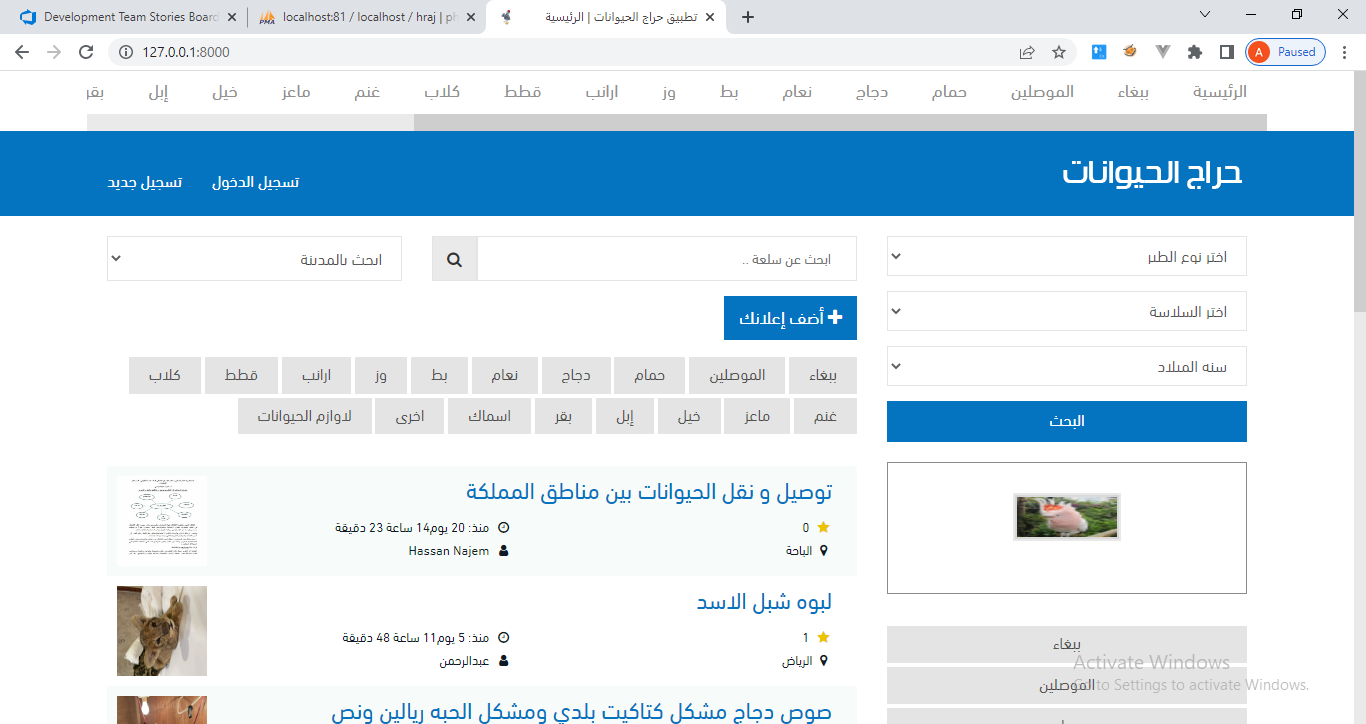 Development Team Stories Board
localhost:81 / localhost / hraj | ph
تطبيق حراج الحيوانات | الرئيسية
127.0.0.1:8000
A Paused
الرئيسية ببغاء الموصلين حمام دجاج نعام بط وز ارانب قطط كلاب غنم ماعز خيل إبل بقر
حراج الحيوانات
تسجيل الدخول تسجيل جديد
اختر نوع الطير
ابحث عن سلعة ..
ابحث بالمدينة
اختر السلاسة
أضف إعلانك
سنه الميلاد
البحث
ببغاء الموصلين حمام دجاج نعام بط وز ارانب قطط كلاب
غنم ماعز خيل إبل بقر اسماك اخرى لاوازم الحيوانات
توصيل و نقل الحيوانات بين مناطق المملكة
0 منذ: 20 يوم14 ساعة 23 دقيقة
الباحة Hassan Najem
لبوه شبل الاسد
1 منذ: 5 يوم11 ساعة 48 دقيقة
الرياض عبدالرحمن
صوص دجاج مشكل كتاكيت بلدي ومشكل الحبه ريالين ونص
ببغاء
الموصلين
Activate Windows
Go to Settings to activate Windows.